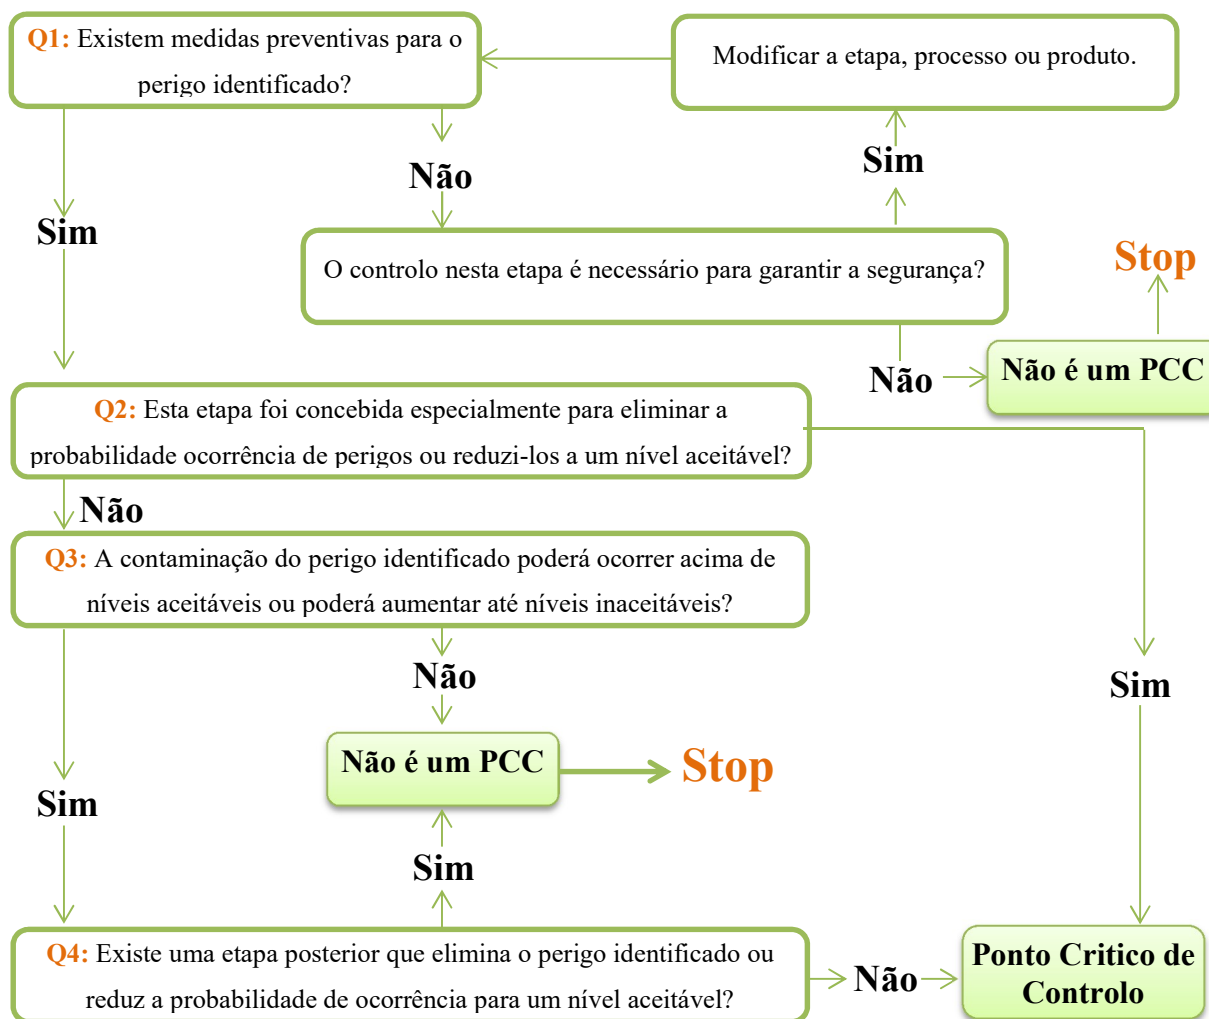 Q1: Existem medidas preventivas para o
perigo identificado?
Modificar a etapa, processo ou produto.
Não
Sim
Sim
O controlo nesta etapa é necessário para garantir a segurança?
Stop
Não
Não é um PCC
Q2: Esta etapa foi concebida especialmente para eliminar a
probabilidade ocorrência de perigos ou reduzi-los a um nível aceitável?
Não
Q3: A contaminação do perigo identificado poderá ocorrer acima de
níveis aceitáveis ou poderá aumentar até níveis inaceitáveis?
Não
Sim
Não é um PCC
Stop
Sim
Sim
Q4: Existe uma etapa posterior que elimina o perigo identificado ou
reduz a probabilidade de ocorrência para um nível aceitável?
Não
Ponto Critico de
Controlo